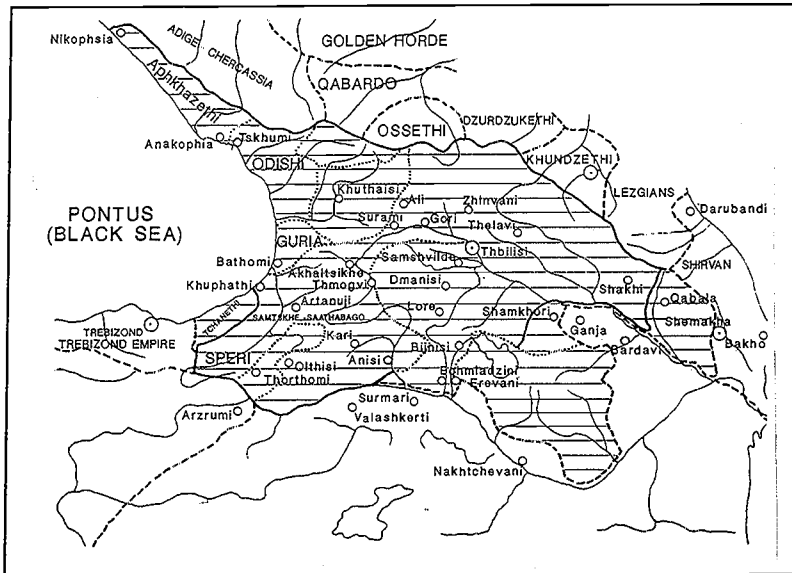 GOLDEN HORDE
Nikophsia
ADIGE CHERCASSIA
QABARDO
Aphkhazethi
OSSETHI
DZURDZUKETHI
Anakophia
Tskhumi
ODISHI
KHUNDZETHI
LEZGIANS
Khuthaisi
Ali
Zhinvani
Darubandi
PONTUS
(BLACK SEA)
Surami
Gori
Thelavi
GURIA
Thbilisi
SHIRVAN
Bathomi
Akhaltsikhe
Samshvilde
Khuphathi
Thmogvi
Dmanisi
Shakhi
Qabala
Artanuji
TCHANETHI
SAMTSKHE-SAATHABAGO
Lore
Shamkhori
Shemakha
TREBIZOND
TREBIZOND EMPIRE
Kari
Ganja
Bakho
SPERI
Olthisi
Anisi
Bijnisi
Bardavi
Thorthomi
Echmiadzini
Erevani
Arzrumi
Surmari
Valashkerti
Nakhtchevani